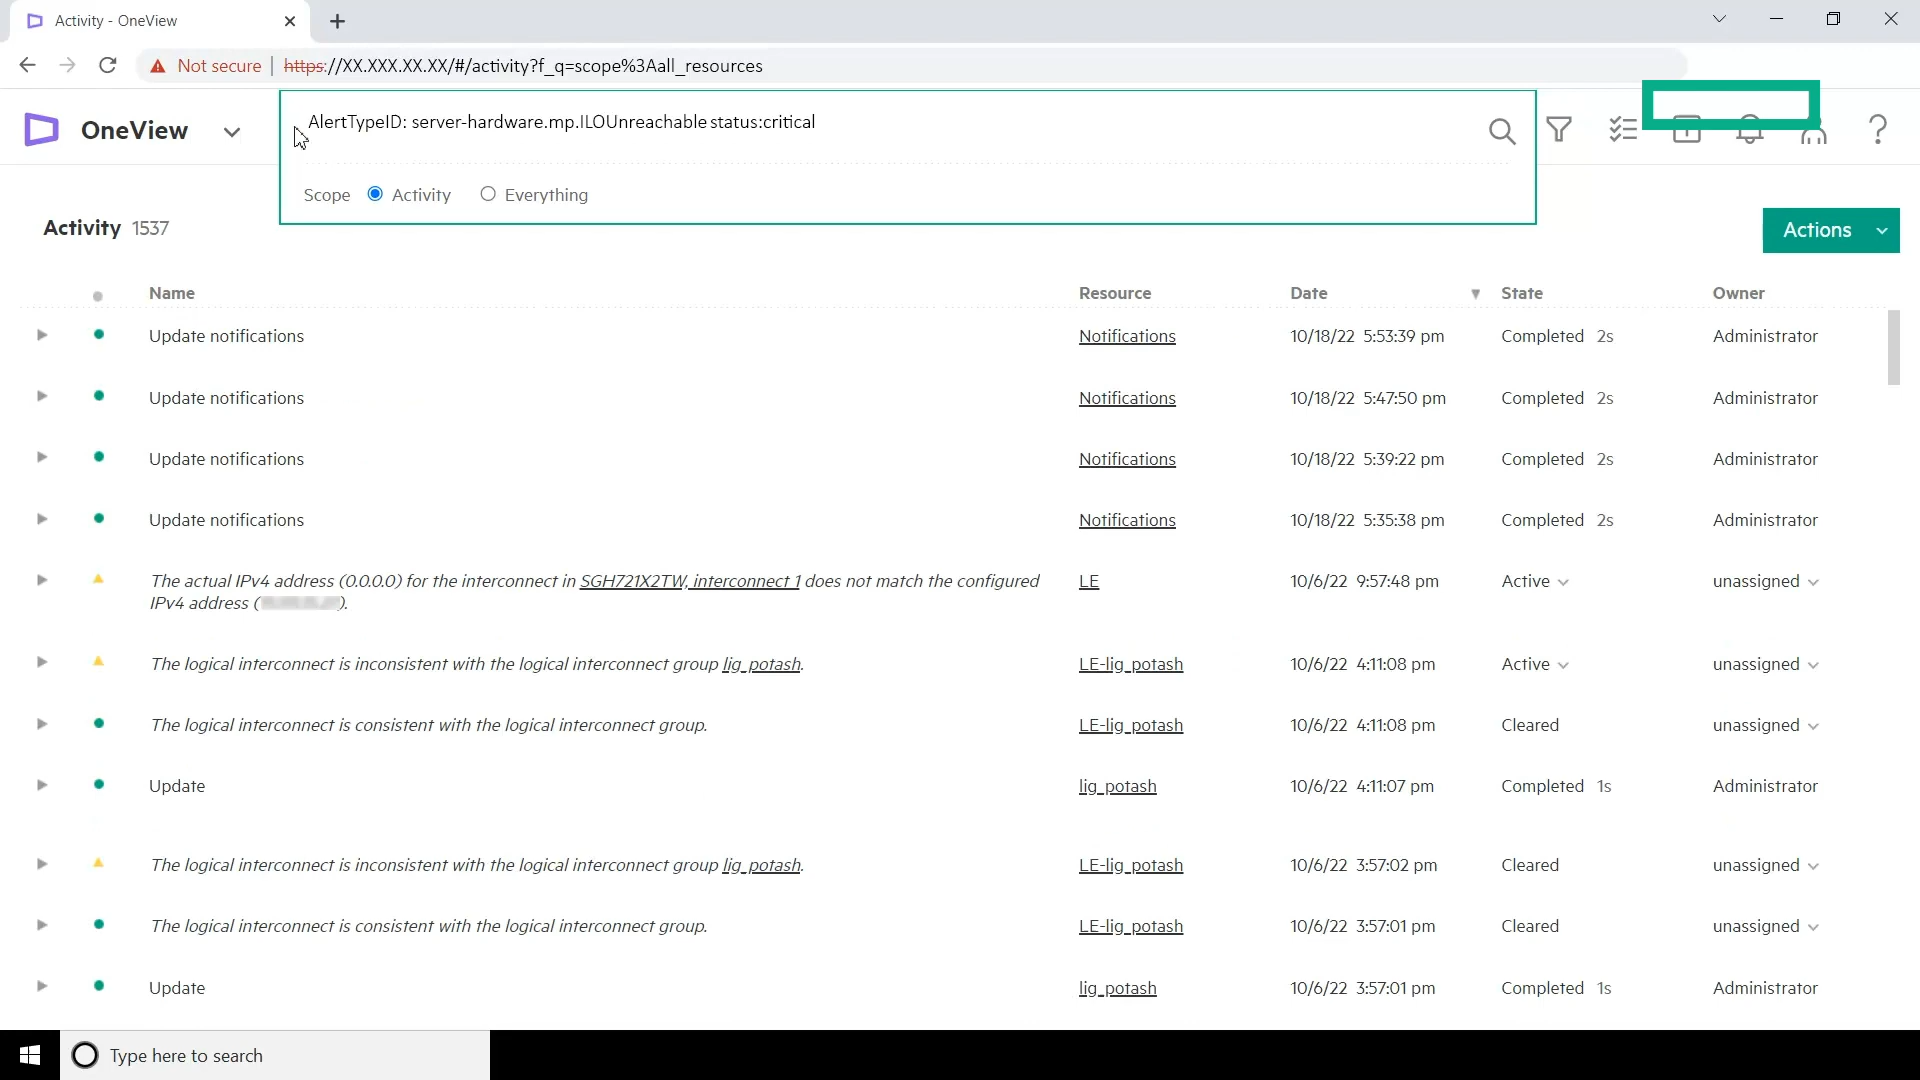 Activity - OneView
Not secure https://XX.XXX.XX.XX/#/activity?f_q=scope%3Aall_resources
OneView
AlertTypeID: server-hardware.mp.ILOUnreachable status:critical
Scope Activity Everything
Activity 1537
Actions
Name Resource Date State Owner
Update notifications Notifications 10/18/22 5:53:39 pm Completed 2s Administrator
Update notifications Notifications 10/18/22 5:47:50 pm Completed 2s Administrator
Update notifications Notifications 10/18/22 5:39:22 pm Completed 2s Administrator
Update notifications Notifications 10/18/22 5:35:38 pm Completed 2s Administrator
The actual IPv4 address (0.0.0.0) for the interconnect in SGH721X2TW, interconnect 1 does not match the configured LE 10/6/22 9:57:48 pm Active unassigned
IPv4 address ( ).
The logical interconnect is inconsistent with the logical interconnect group lig_potash. LE-lig_potash 10/6/22 4:11:08 pm Active unassigned
The logical interconnect is consistent with the logical interconnect group. LE-lig_potash 10/6/22 4:11:08 pm Cleared unassigned
Update lig_potash 10/6/22 4:11:07 pm Completed 1s Administrator
The logical interconnect is inconsistent with the logical interconnect group lig_potash. LE-lig_potash 10/6/22 3:57:02 pm Cleared unassigned
The logical interconnect is consistent with the logical interconnect group. LE-lig_potash 10/6/22 3:57:01 pm Cleared unassigned
Update lig_potash 10/6/22 3:57:01 pm Completed 1s Administrator
Type here to search